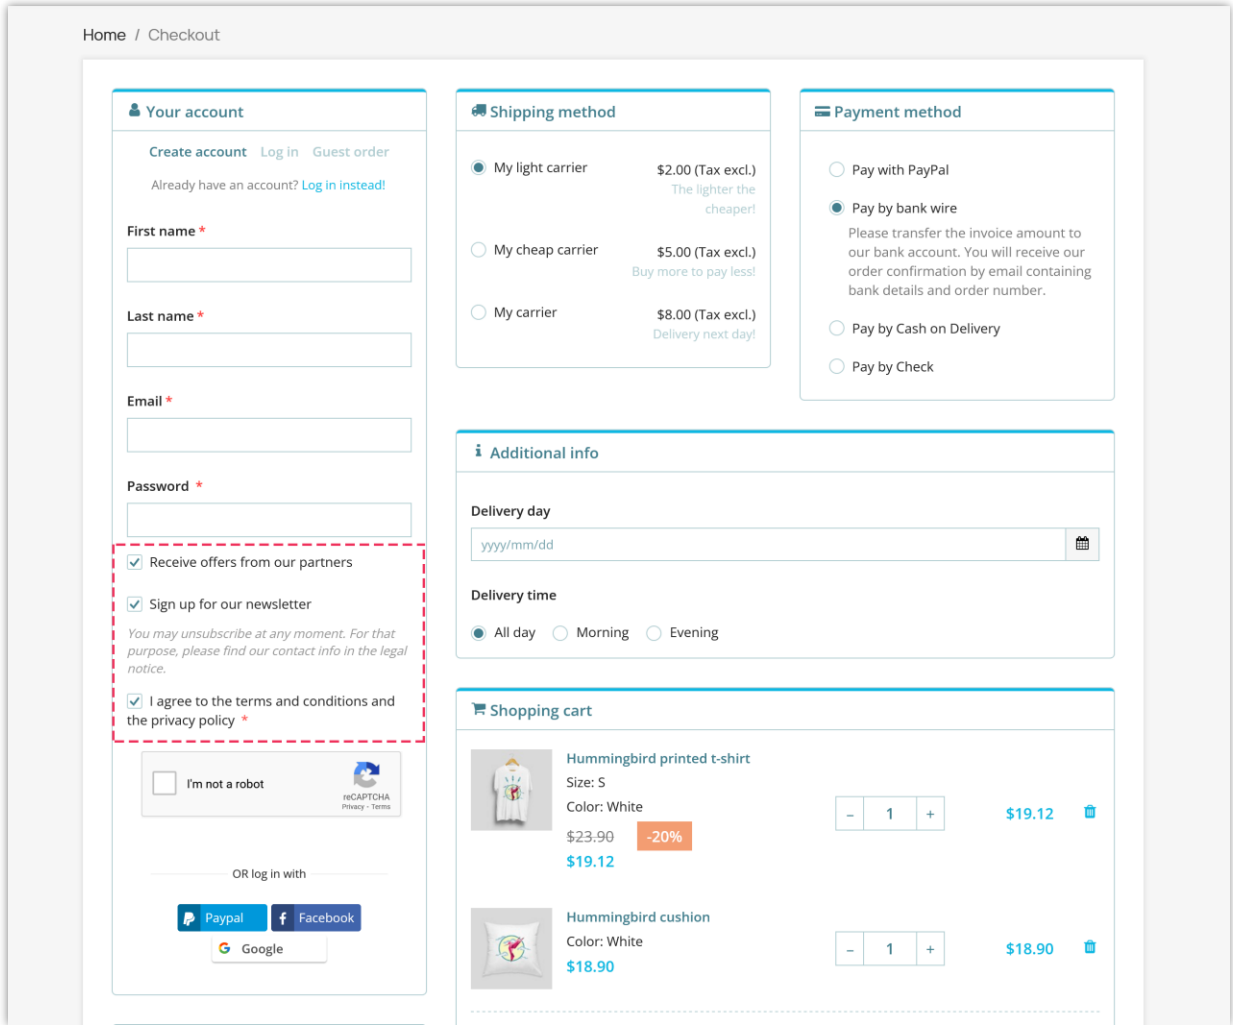 Home / Checkout
Your account
Create account Log in Guest order
Already have an account? Log in instead!
First name *
Last name *
Email *
Password *
Receive offers from our partners
Sign up for our newsletter
You may unsubscribe at any moment. For that
purpose, please find our contact info in the legal
notice.
I agree to the terms and conditions and
the privacy policy *
I'm not a robot
reCAPTCHA
Privacy - Terms
OR log in with
Paypal
Facebook
Google
Shipping method
My light carrier $2.00 (Tax excl.)
The lighter the
cheaper!
My cheap carrier $5.00 (Tax excl.)
Buy more to pay less!
My carrier $8.00 (Tax excl.)
Delivery next day!
Payment method
Pay with PayPal
Pay by bank wire
Please transfer the invoice amount to
our bank account. You will receive our
order confirmation by email containing
bank details and order number.
Pay by Cash on Delivery
Pay by Check
Additional info
Delivery day
yyyy/mm/dd
Delivery time
All day Morning Evening
Shopping cart
Hummingbird printed t-shirt
Size: S
Color: White
$23.90 -20%
$19.12
– 1 + $19.12
Hummingbird cushion
Color: White
$18.90
– 1 + $18.90